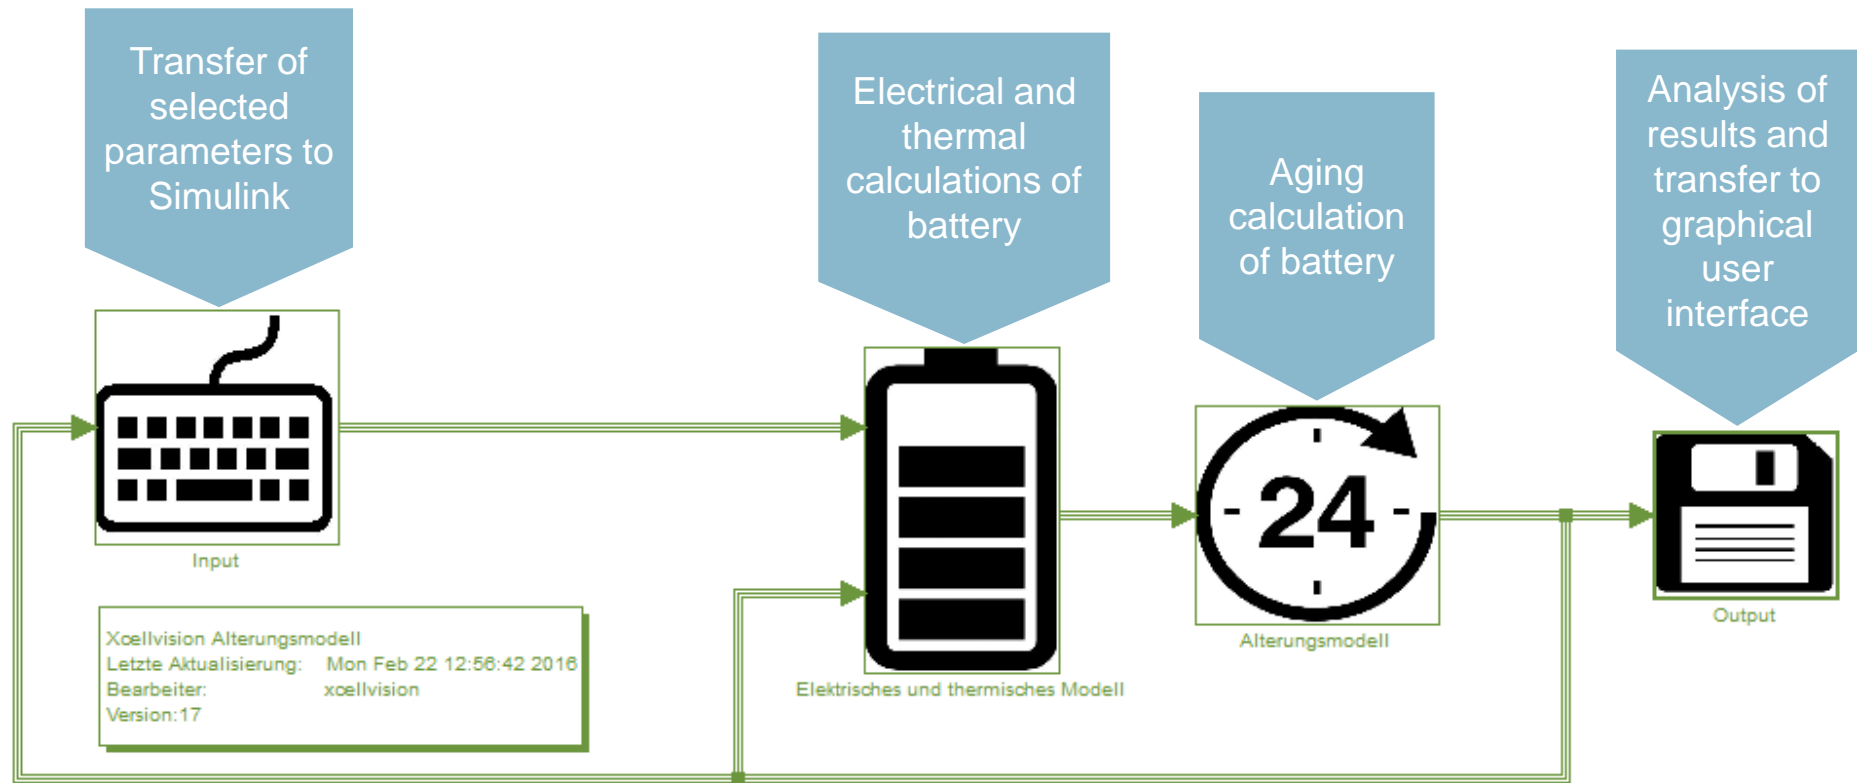 Transfer of
selected
parameters to
Simulink
Electrical and
thermal
calculations of
battery
Aging
calculation
of battery
Analysis of
results and
transfer to
graphical
user
interface
24
Input
Xcellvision Alterungsmodell
Letzte Aktualisierung: Mon Feb 22 12:56:42 2016
Bearbeiter: xcellvision
Version:17
Elektrisches und thermisches Modell
Alterungsmodell
Output